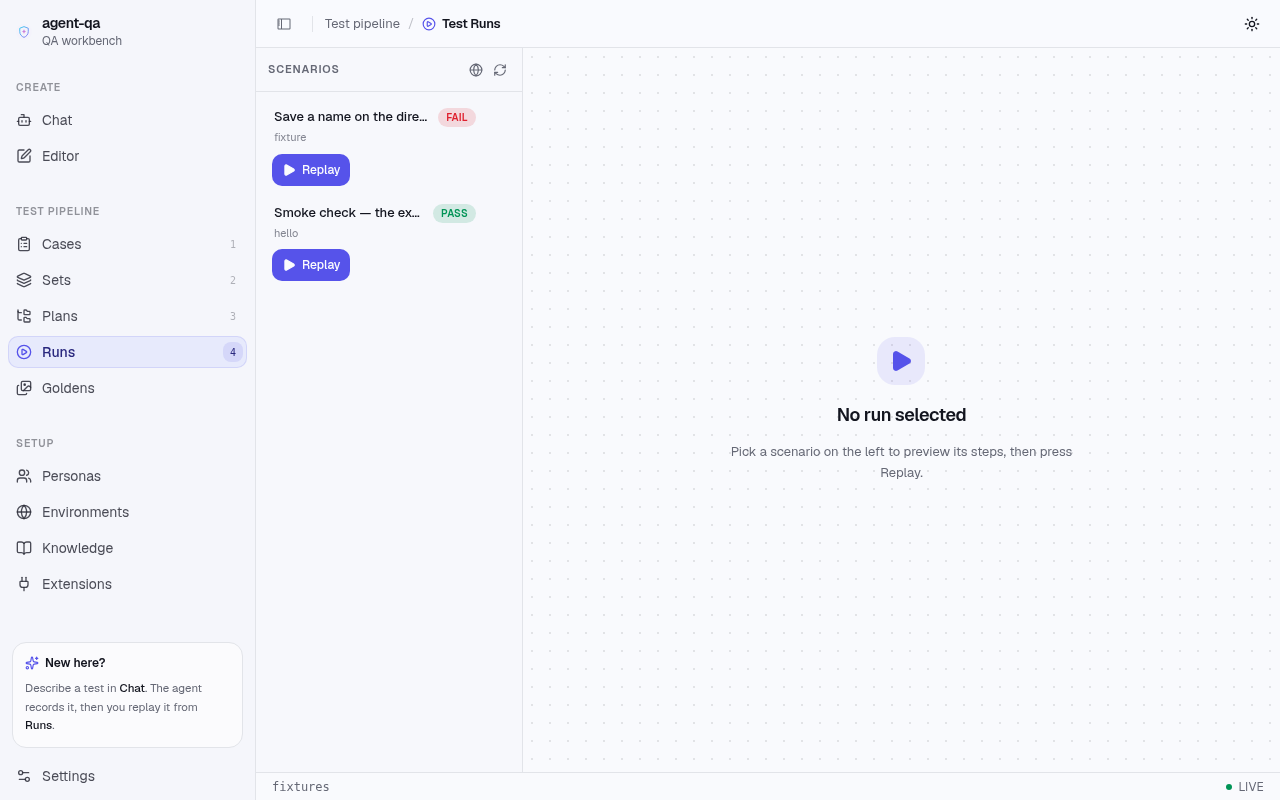 agent-qa
QA workbench
CREATE
Chat
Editor
TEST PIPELINE
Cases 1
Sets 2
Plans 3
Runs 4
Goldens
SETUP
Personas
Environments
Knowledge
Extensions
New here?
Describe a test in Chat. The agent
records it, then you replay it from
Runs.
Settings
Test pipeline / Test Runs
SCENARIOS
Save a name on the dire... FAIL
fixture
Replay
Smoke check — the ex... PASS
hello
Replay
No run selected
Pick a scenario on the left to preview its steps, then press
Replay.
fixtures
LIVE